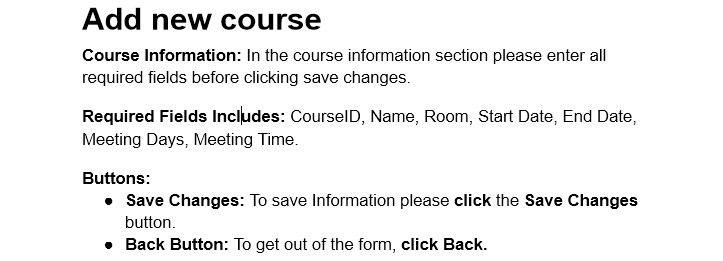 Add new course
Course Information: In the course information section please enter all
required fields before clicking save changes.
Required Fields Includes: CourseID, Name, Room, Start Date, End Date,
Meeting Days, Meeting Time.
Buttons:
● Save Changes: To save Information please click the Save Changes
button.
● Back Button: To get out of the form, click Back.